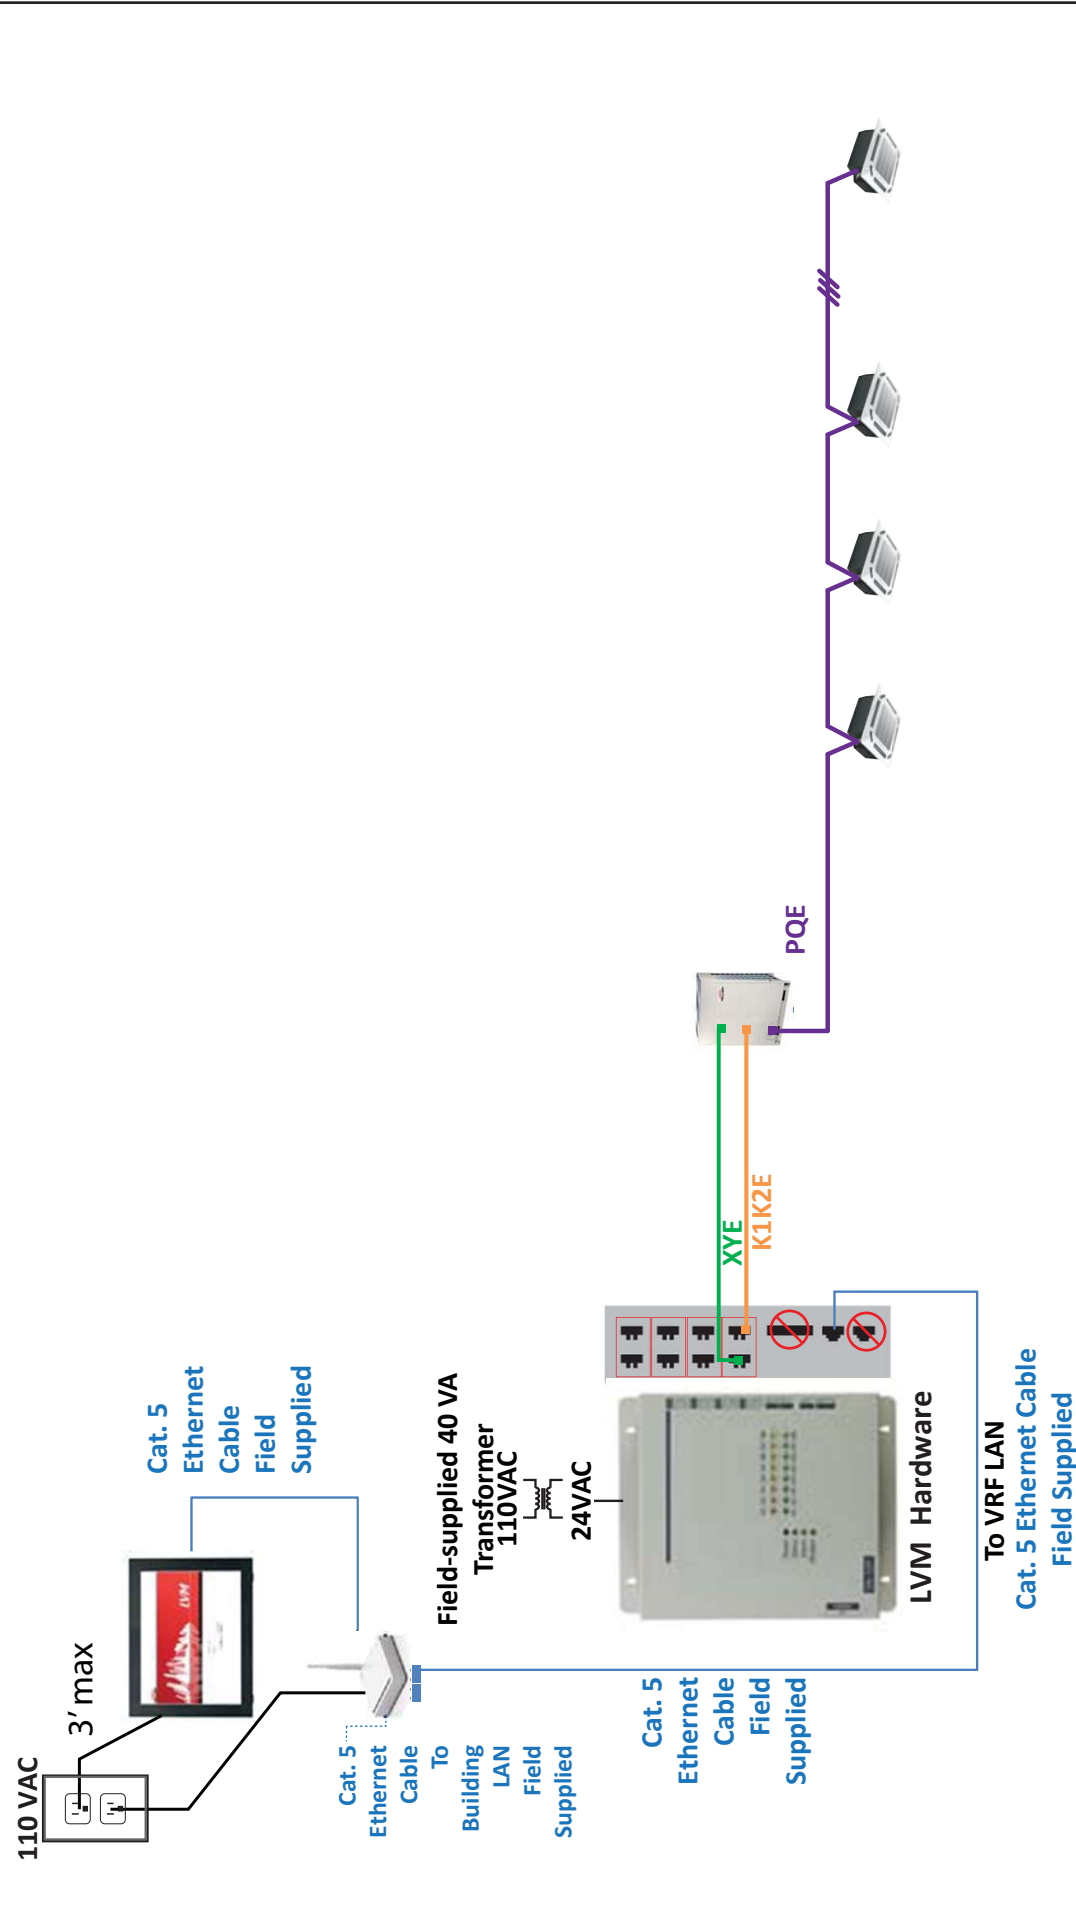 110 VAC
3' max
LVM
Cat. 5
Ethernet
Cable
Field
Supplied
Cat. 5
Ethernet
Cable
To
Building
LAN
Field
Supplied
Field-supplied 40 VA
Transformer
110VAC
24VAC
Cat. 5
Ethernet
Cable
Field
Supplied
LVM Hardware
To VRF LAN
Cat. 5 Ethernet Cable
Field Supplied
XYE
K1K2E
PQE